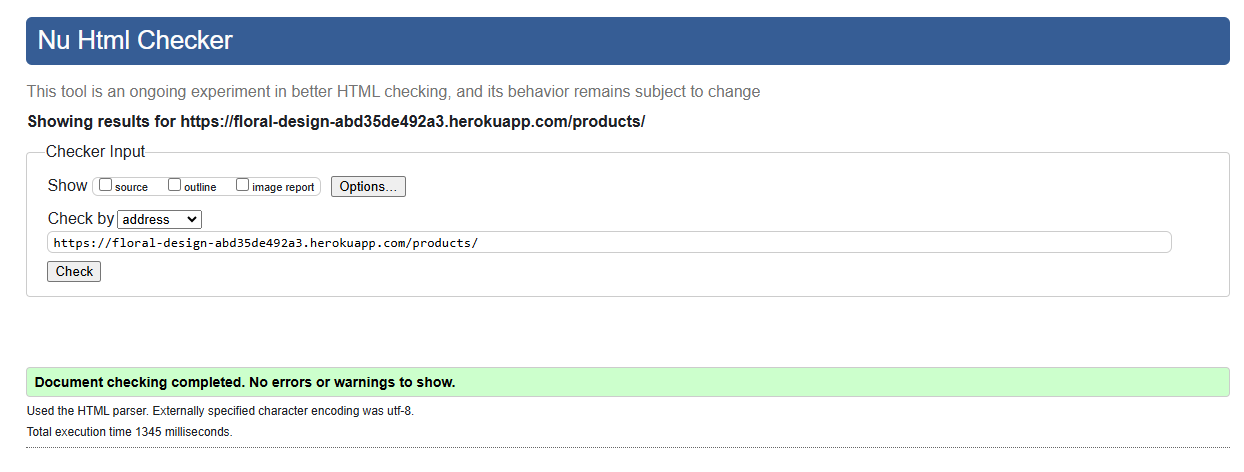 Nu Html Checker
This tool is an ongoing experiment in better HTML checking, and its behavior remains subject to change
Showing results for https://floral-design-abd35de492a3.herokuapp.com/products/
Checker Input
Show source outline image report Options...
Check by address
https://floral-design-abd35de492a3.herokuapp.com/products/
Check
Document checking completed. No errors or warnings to show.
Used the HTML parser. Externally specified character encoding was utf-8.
Total execution time 1345 milliseconds.